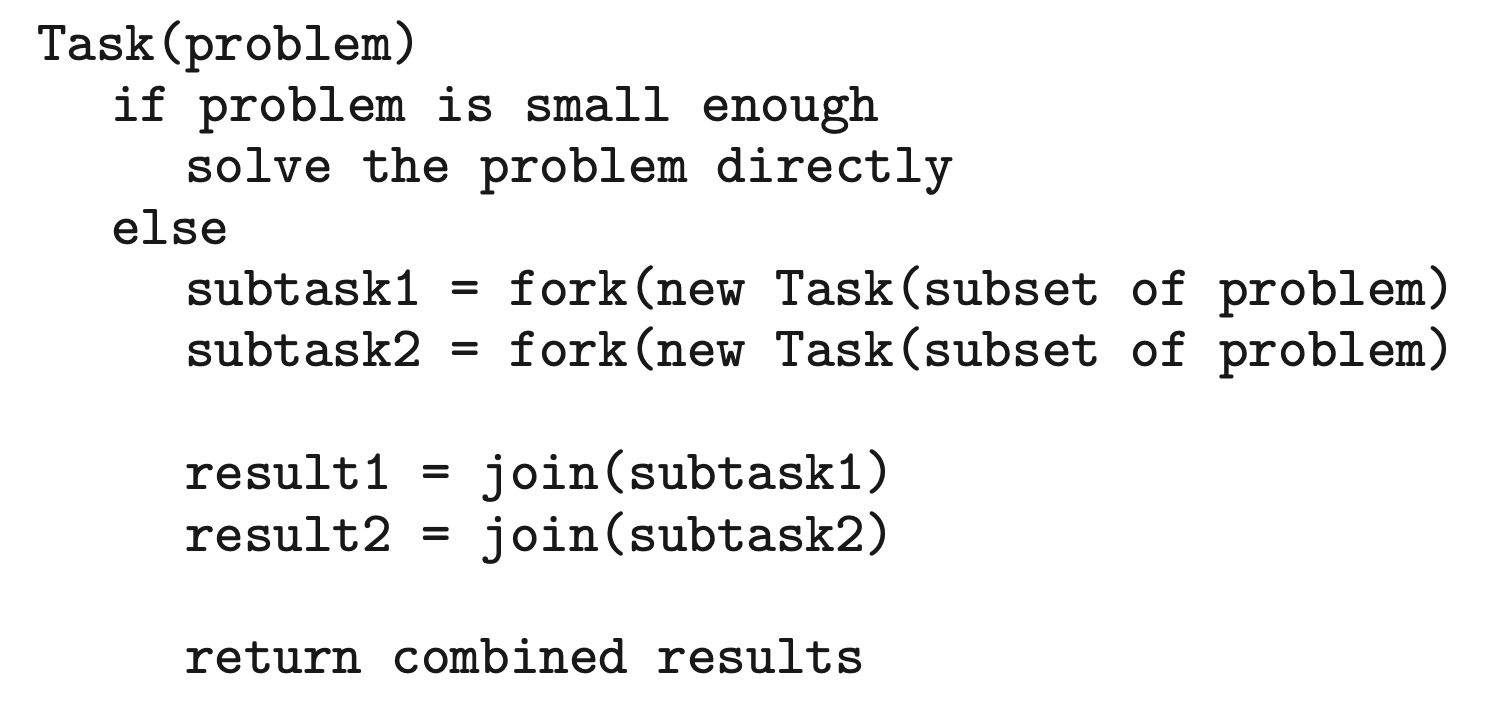 Task(problem)
if problem is small enough
solve the problem directly
else
subtask1 = fork(new Task(subset of problem)
subtask2 = fork(new Task(subset of problem)
result1 = join(subtask1)
result2 = join(subtask2)
return combined results